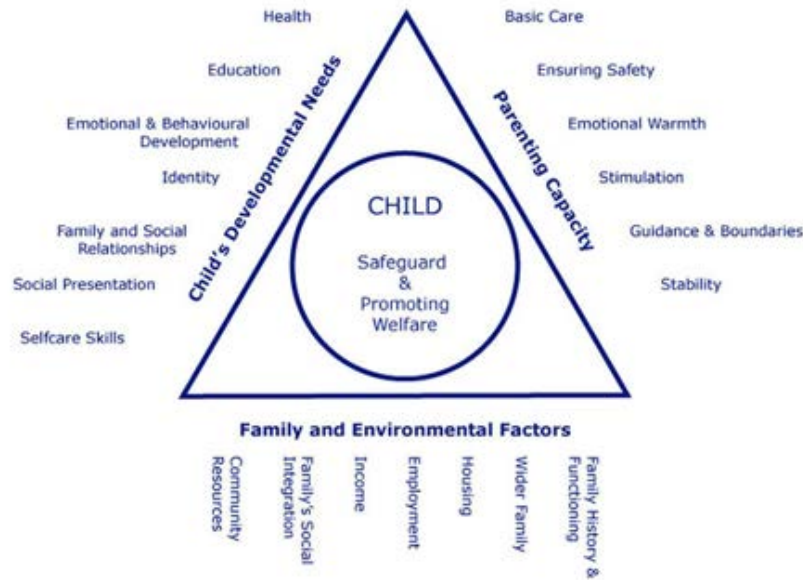 Health
Education
Emotional & Behavioural
Development
Identity
Family and Social
Relationships
Social Presentation
Selfcare Skills
Child's Developmental Needs
CHILD
Safeguard
&
Promoting
Welfare
Parenting Capacity
Basic Care
Ensuring Safety
Emotional Warmth
Stimulation
Guidance & Boundaries
Stability
Family and Environmental Factors
Community
Resources
Family's Social
Integration
Income
Employment
Housing
Wider Family
Family History &
Functioning